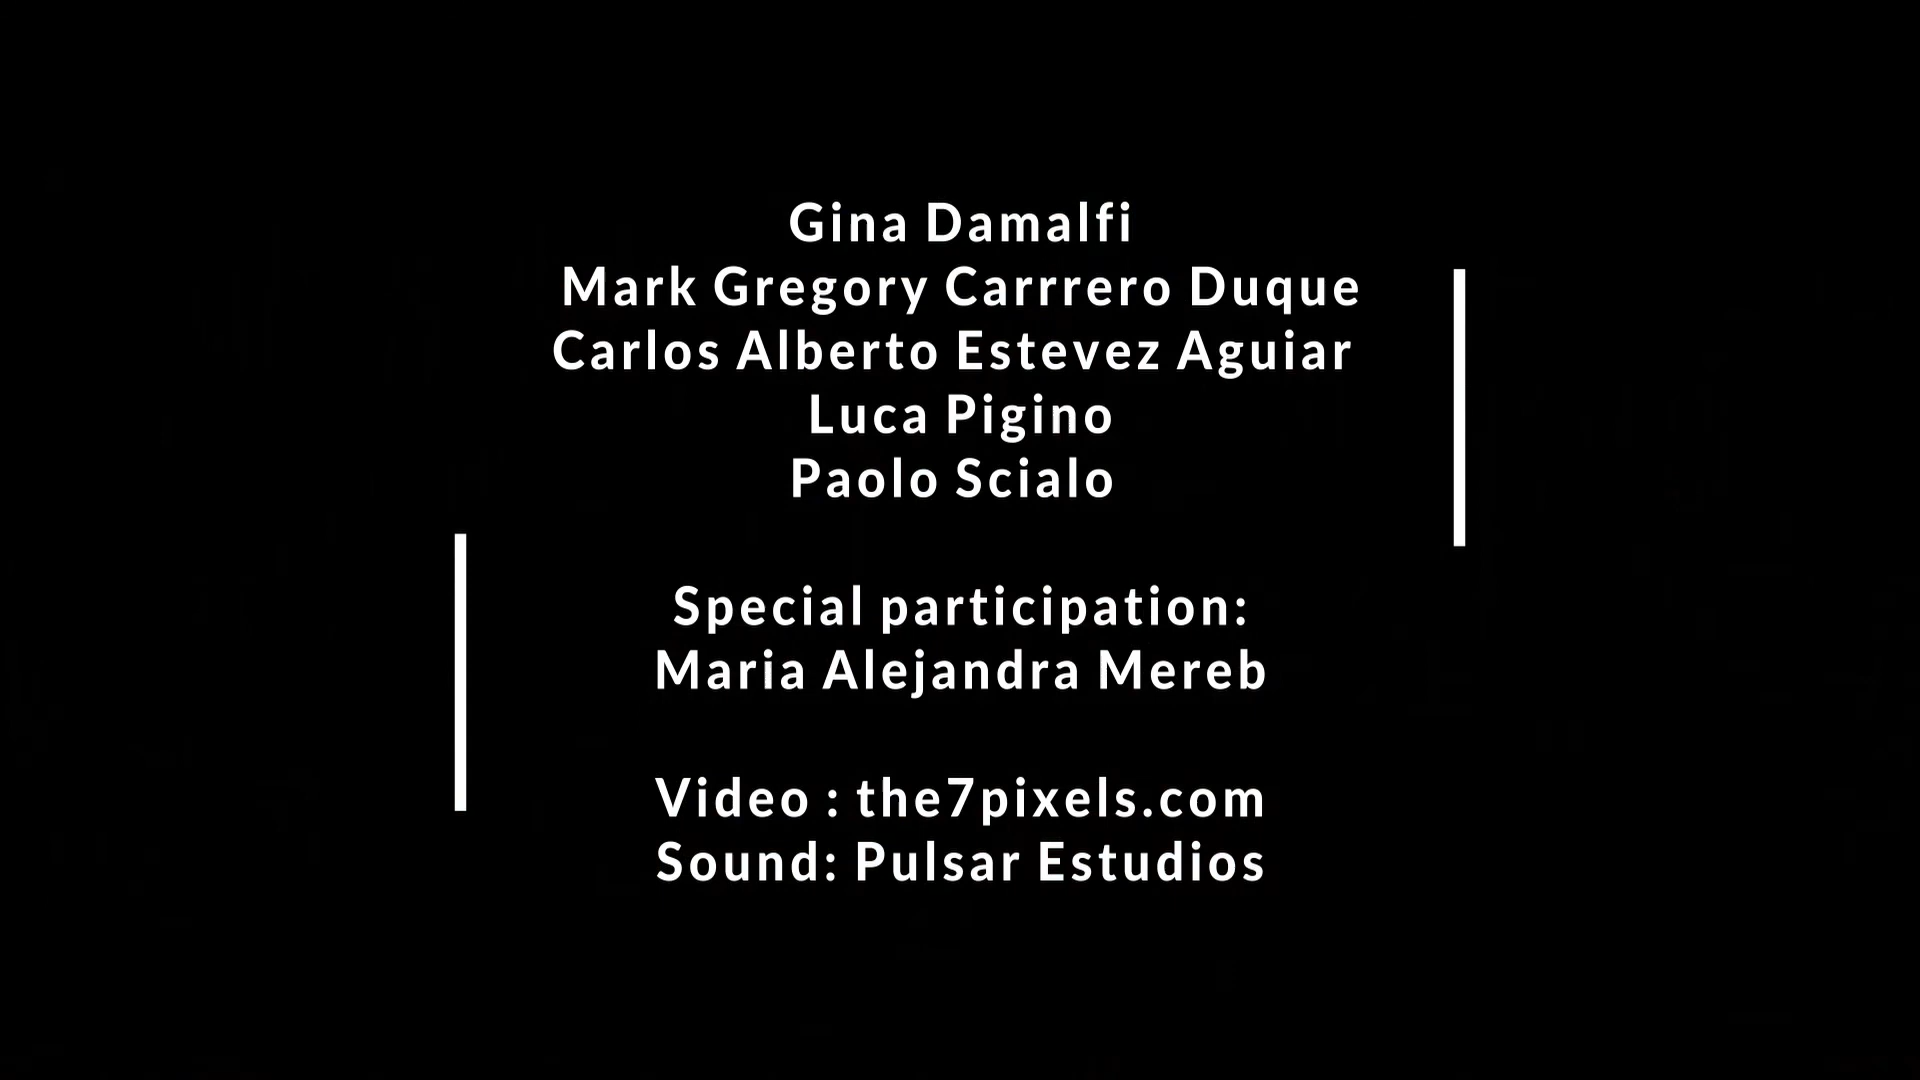 Gina Damalfi
Mark Gregory Carrrero Duque
Carlos Alberto Estevez Aguiar
Luca Pigino
Paolo Scialo
Special participation:
Maria Alejandra Mereb
Video : the7pixels.com
Sound: Pulsar Estudios